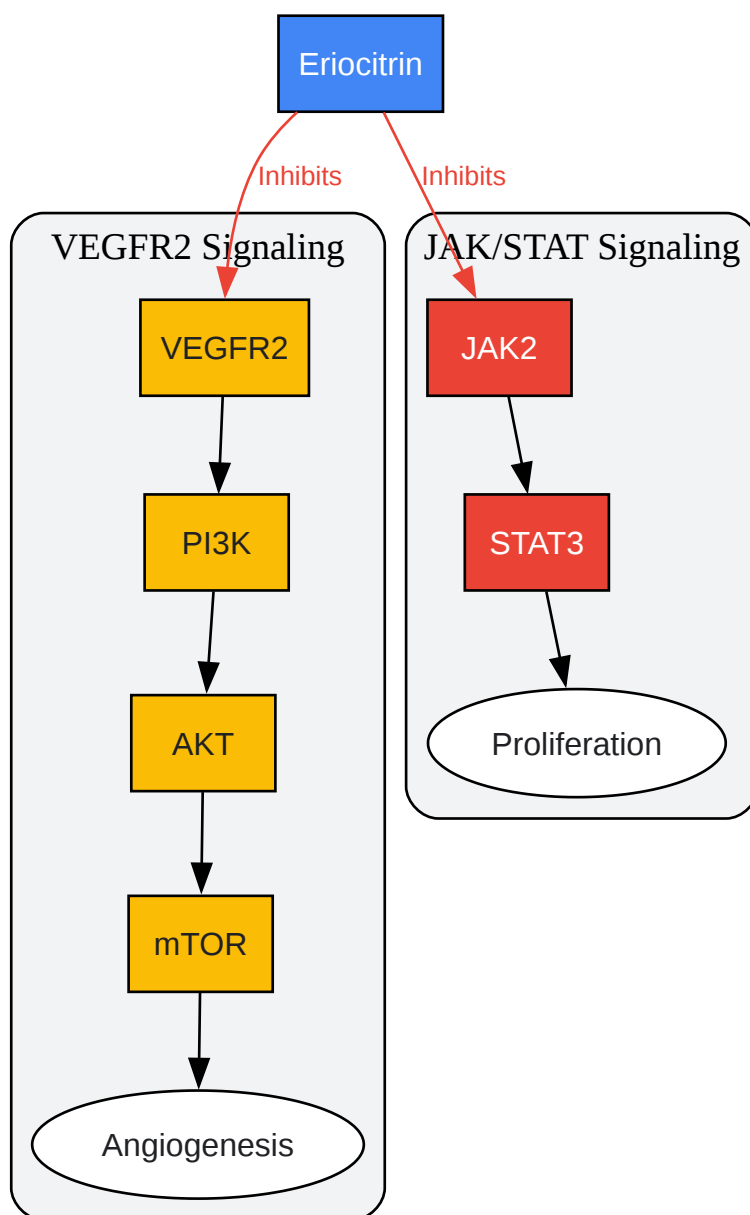 Eriocitrin
Inhibits
Inhibits
VEGFR2 Signaling
VEGFR2
PI3K
AKT
mTOR
Angiogenesis
JAK/STAT Signaling
JAK2
STAT3
Proliferation